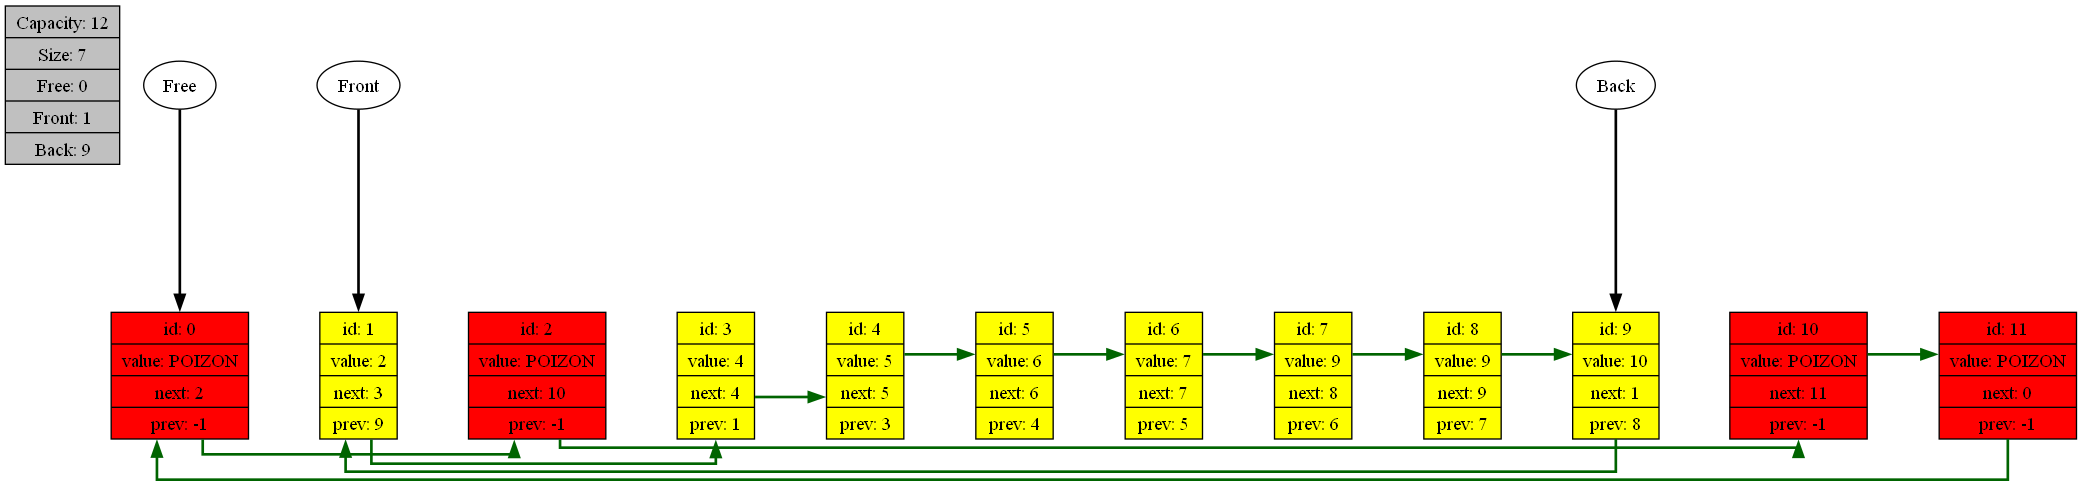 Capacity: 12
Size: 7
Free: 0
Front: 1
Back: 9
Free
Front
Back
id: 0
value: POIZON
next: 2
prev: -1
id: 1
value: 2
next: 3
prev: 9
id: 2
value: POIZON
next: 10
prev: -1
id: 3
value: 4
next: 4
prev: 1
id: 4
value: 5
next: 5
prev: 3
id: 5
value: 6
next: 6
prev: 4
id: 6
value: 7
next: 7
prev: 5
id: 7
value: 9
next: 8
prev: 6
id: 8
value: 9
next: 9
prev: 7
id: 9
value: 10
next: 1
prev: 8
id: 10
value: POIZON
next: 11
prev: -1
id: 11
value: POIZON
next: 0
prev: -1